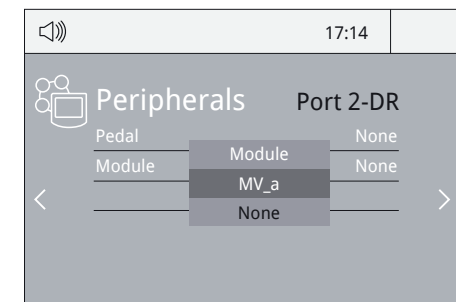 17:14
Peripherals Port 2-DR
Pedal None
Module
Module None
MV_a
None